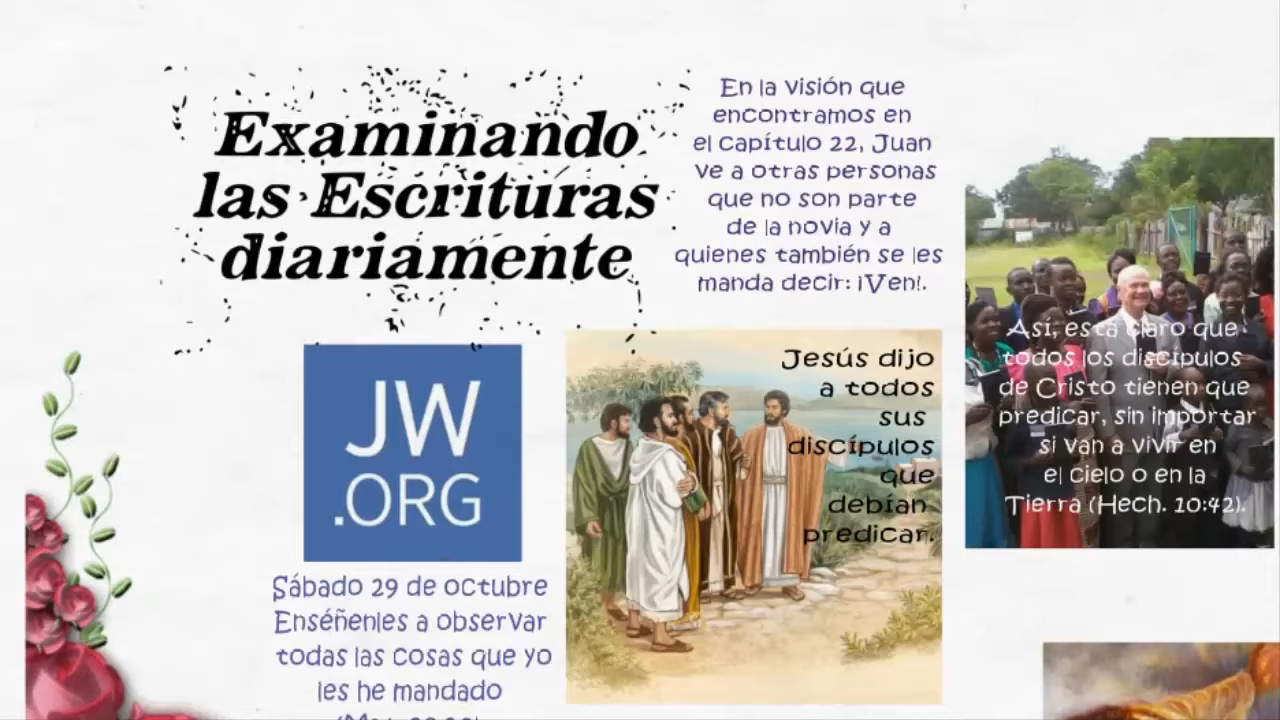 Examinando
las Escrituras
diariamente
En la visión que
encontramos en
el capítulo 22, Juan
ve a otras personas
que no son parte
de la novia y a
quienes también se les
manda decir: ¡Ven!.
JW
.ORG
Sábado 29 de octubre
Enséñenles a observar
todas las cosas que yo
les he mandado
Jesús dijo
a todos
sus
discípulos
que
debían
predicar.
Así, está claro que
todos los discípulos
de Cristo tienen que
predicar, sin importar
si van a vivir en
el cielo o en la
Tierra (Hech. 10:42).